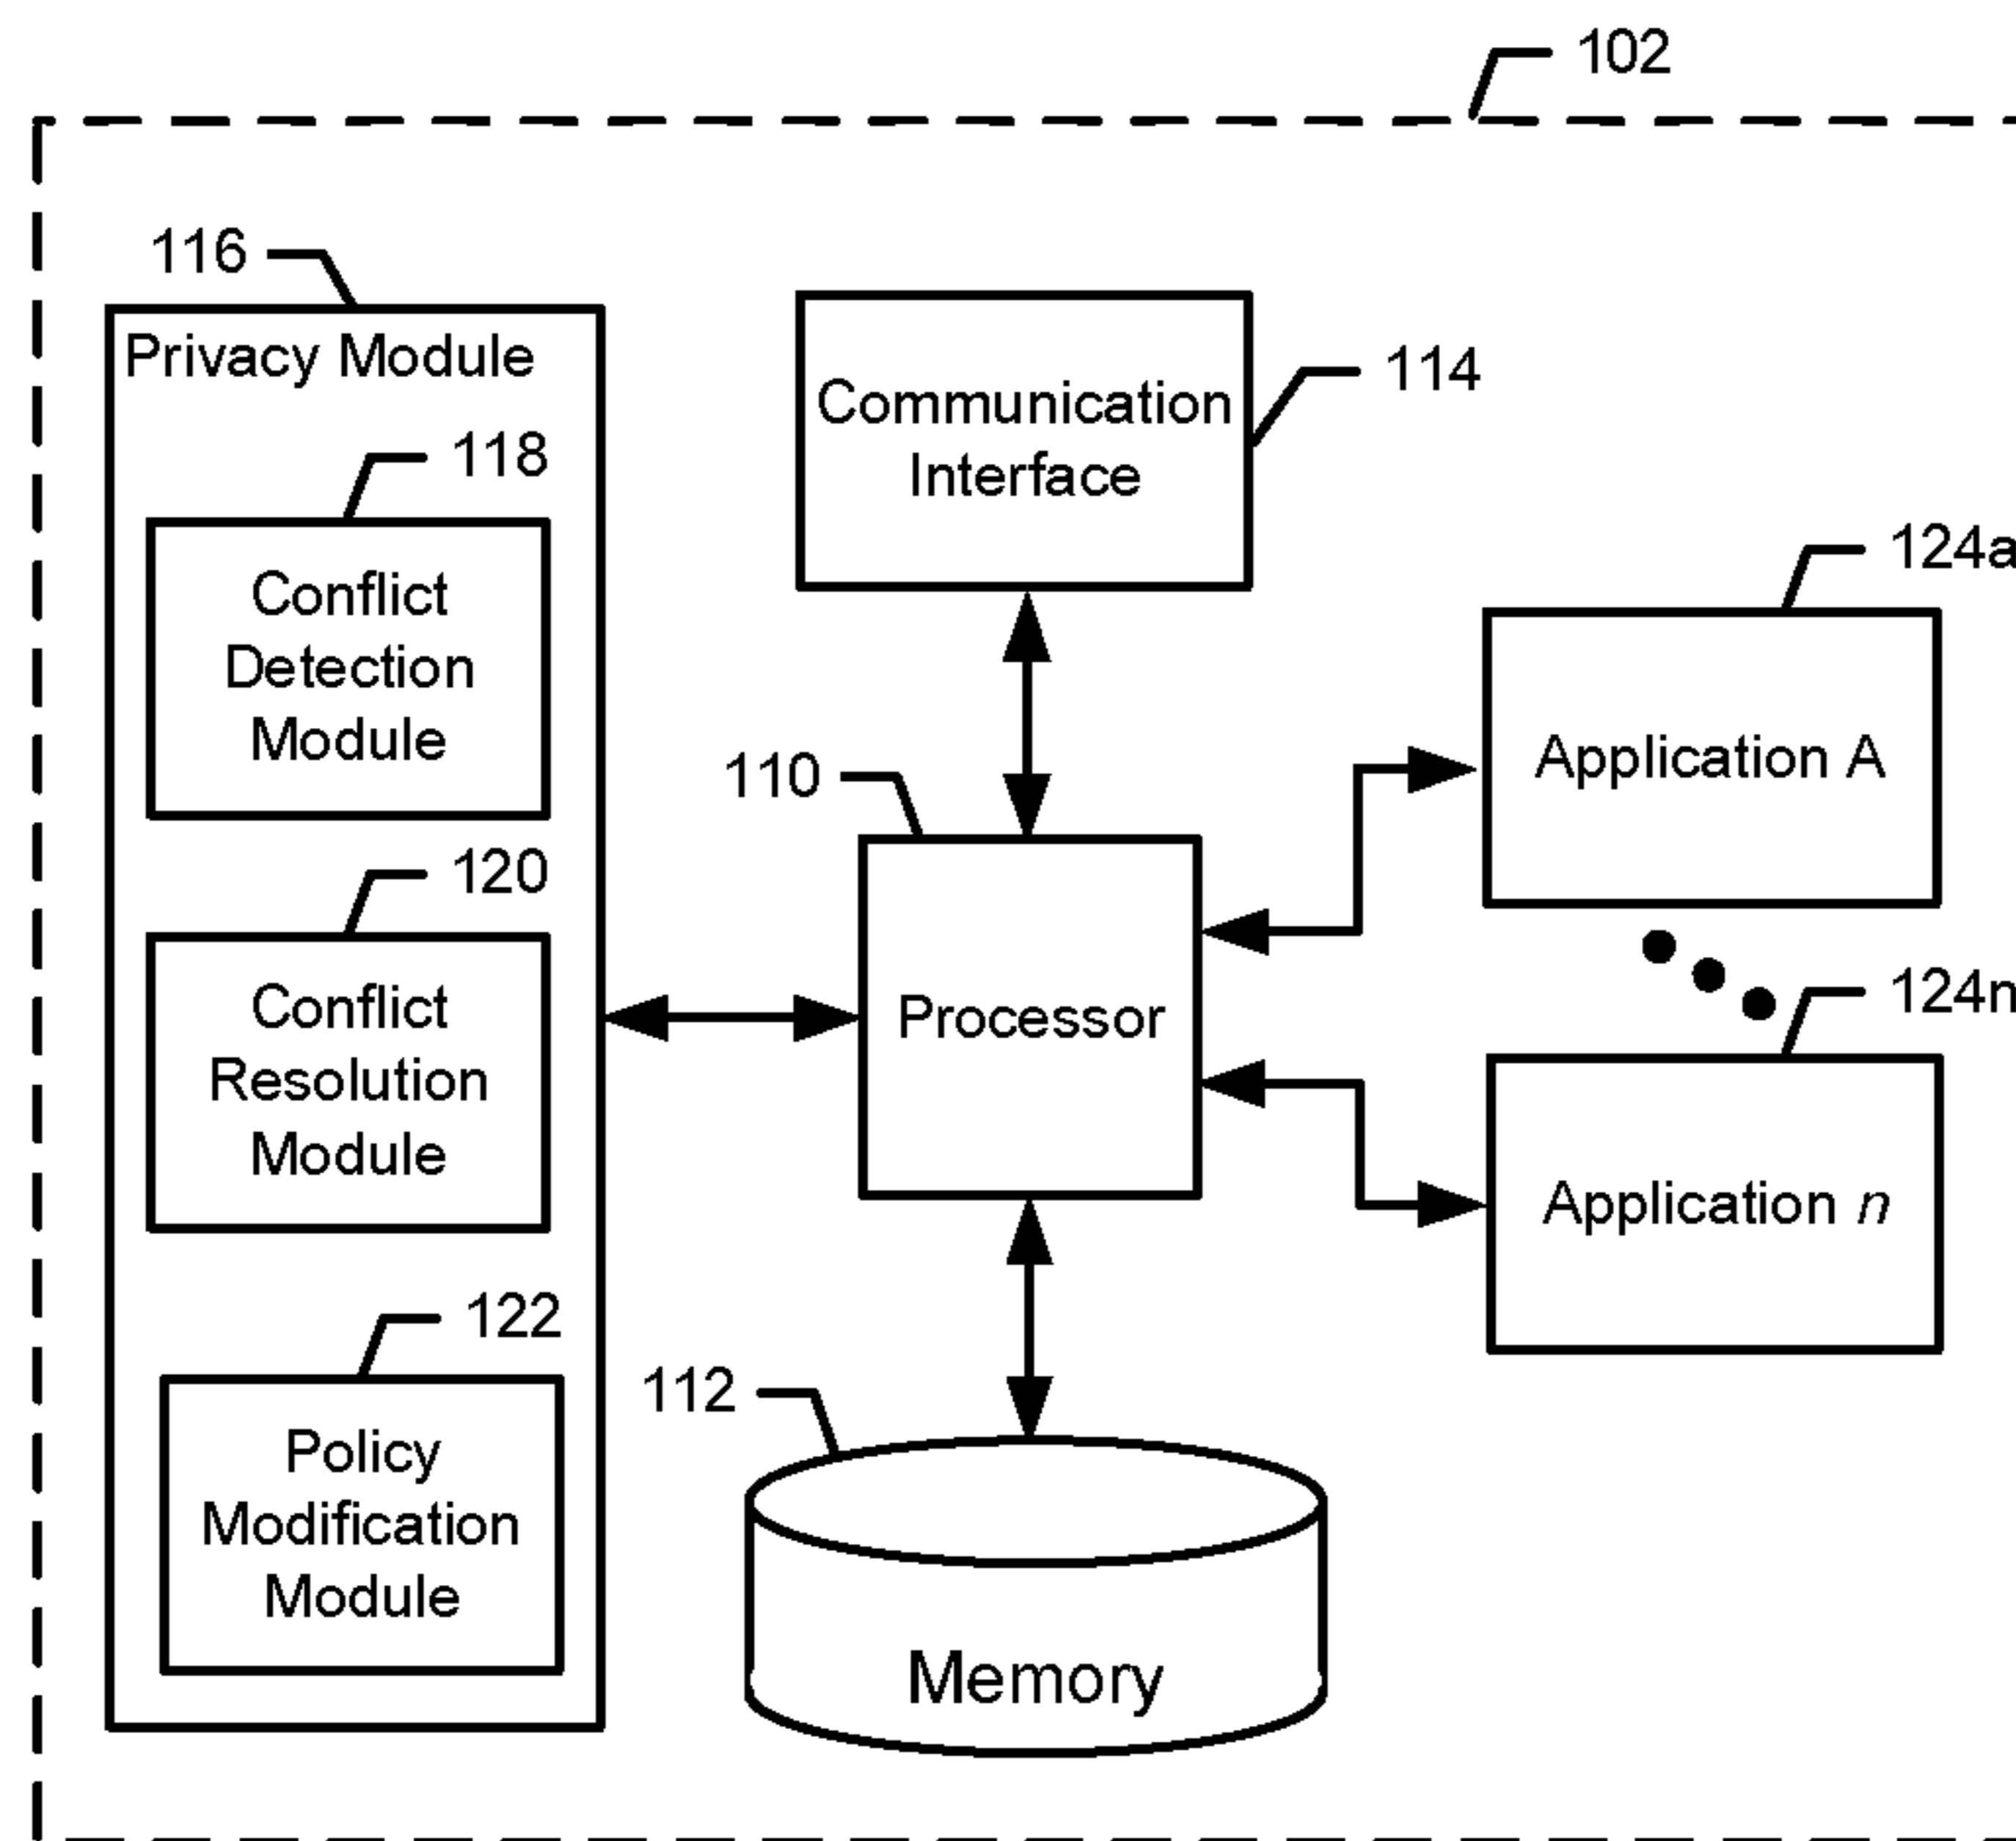 102
116
Privacy Module
118
Conflict
Detection
Module
120
Conflict
Resolution
Module
122
Policy
Modification
Module
Communication
Interface
114
110
Processor
112
Memory
124a
Application A
124n
Application n